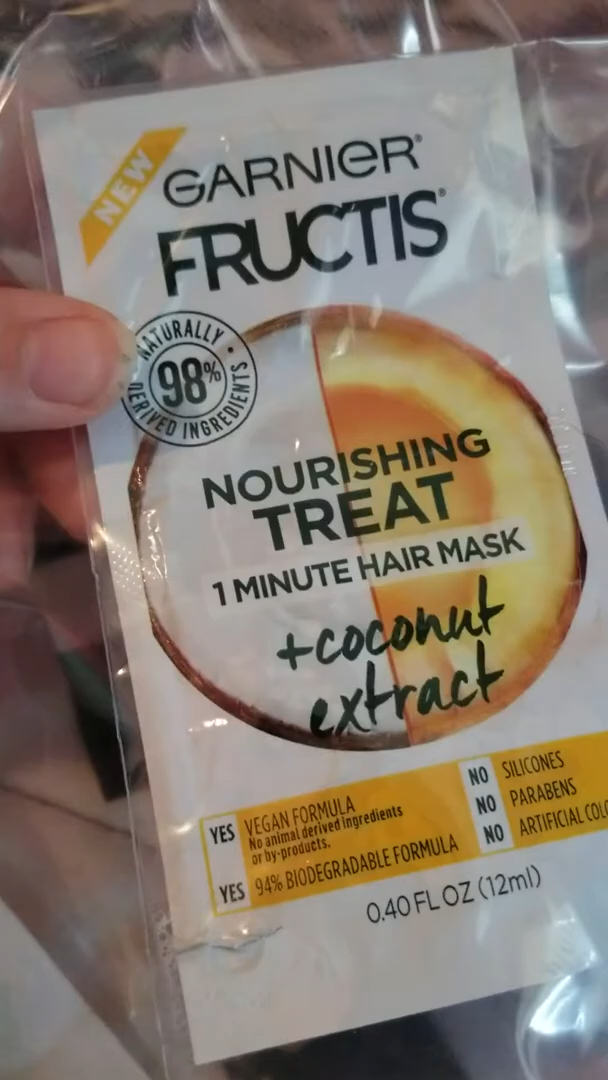 NEW
GARNIER®
FRUCTIS®
NATURALLY •
98%
DERIVED INGREDIENTS
NOURISHING
TREAT
1 MINUTE HAIR MASK
+coconut
extract
YES VEGAN FORMULA
No animal derived ingredients
or by-products.
YES 94% BIODEGRADABLE FORMULA
NO SILICONES
NO PARABENS
NO ARTIFICIAL
0.40 FL OZ (12ml)